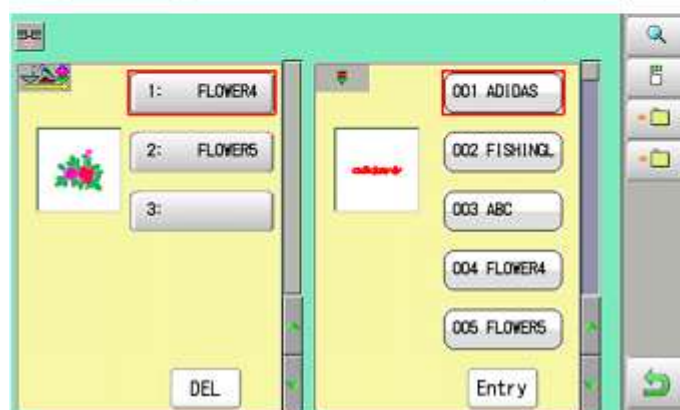 1: FLOWER4
2: FLOWER5
3:
DEL
001 ADIDAS
002 FISHINGL
003 ABC
004 FLOWER4
005 FLOWER5
Entry